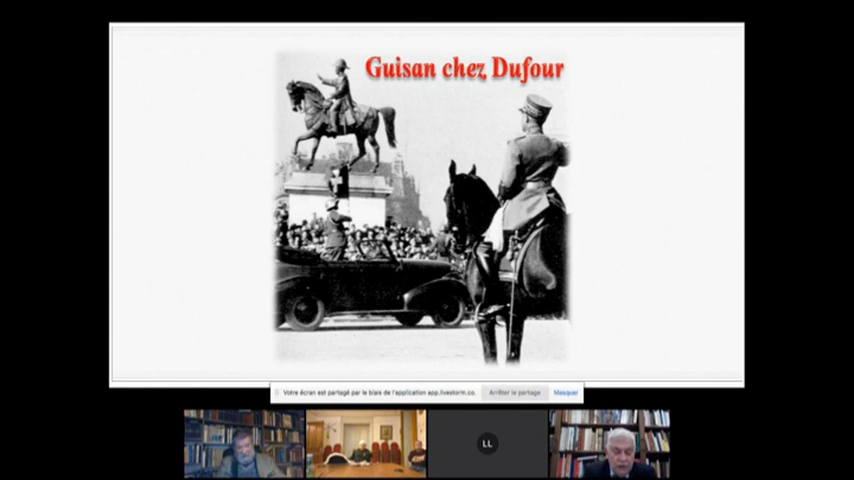 Guisan chez Dufour
Votre écran est partagé par le biais de l'application app.livestorm.co.
Arrêter le partage
Masquer
LL